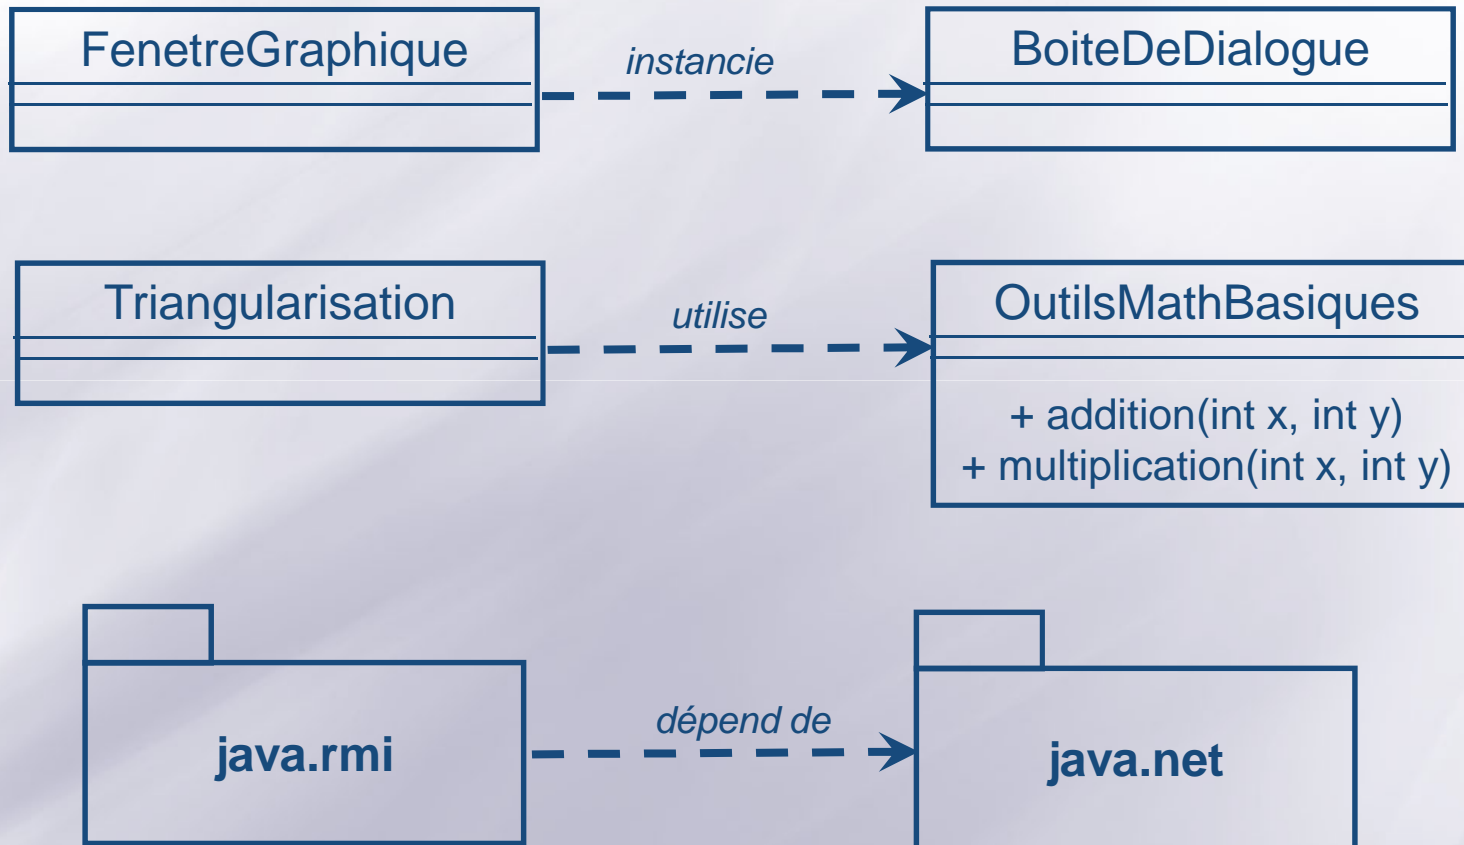 FenetreGraphique
instancie
BoiteDeDialogue
Triangularisation
utilise
OutilsMathBasiques
+ addition(int x, int y)
+ multiplication(int x, int y)
java.rmi
dépend de
java.net